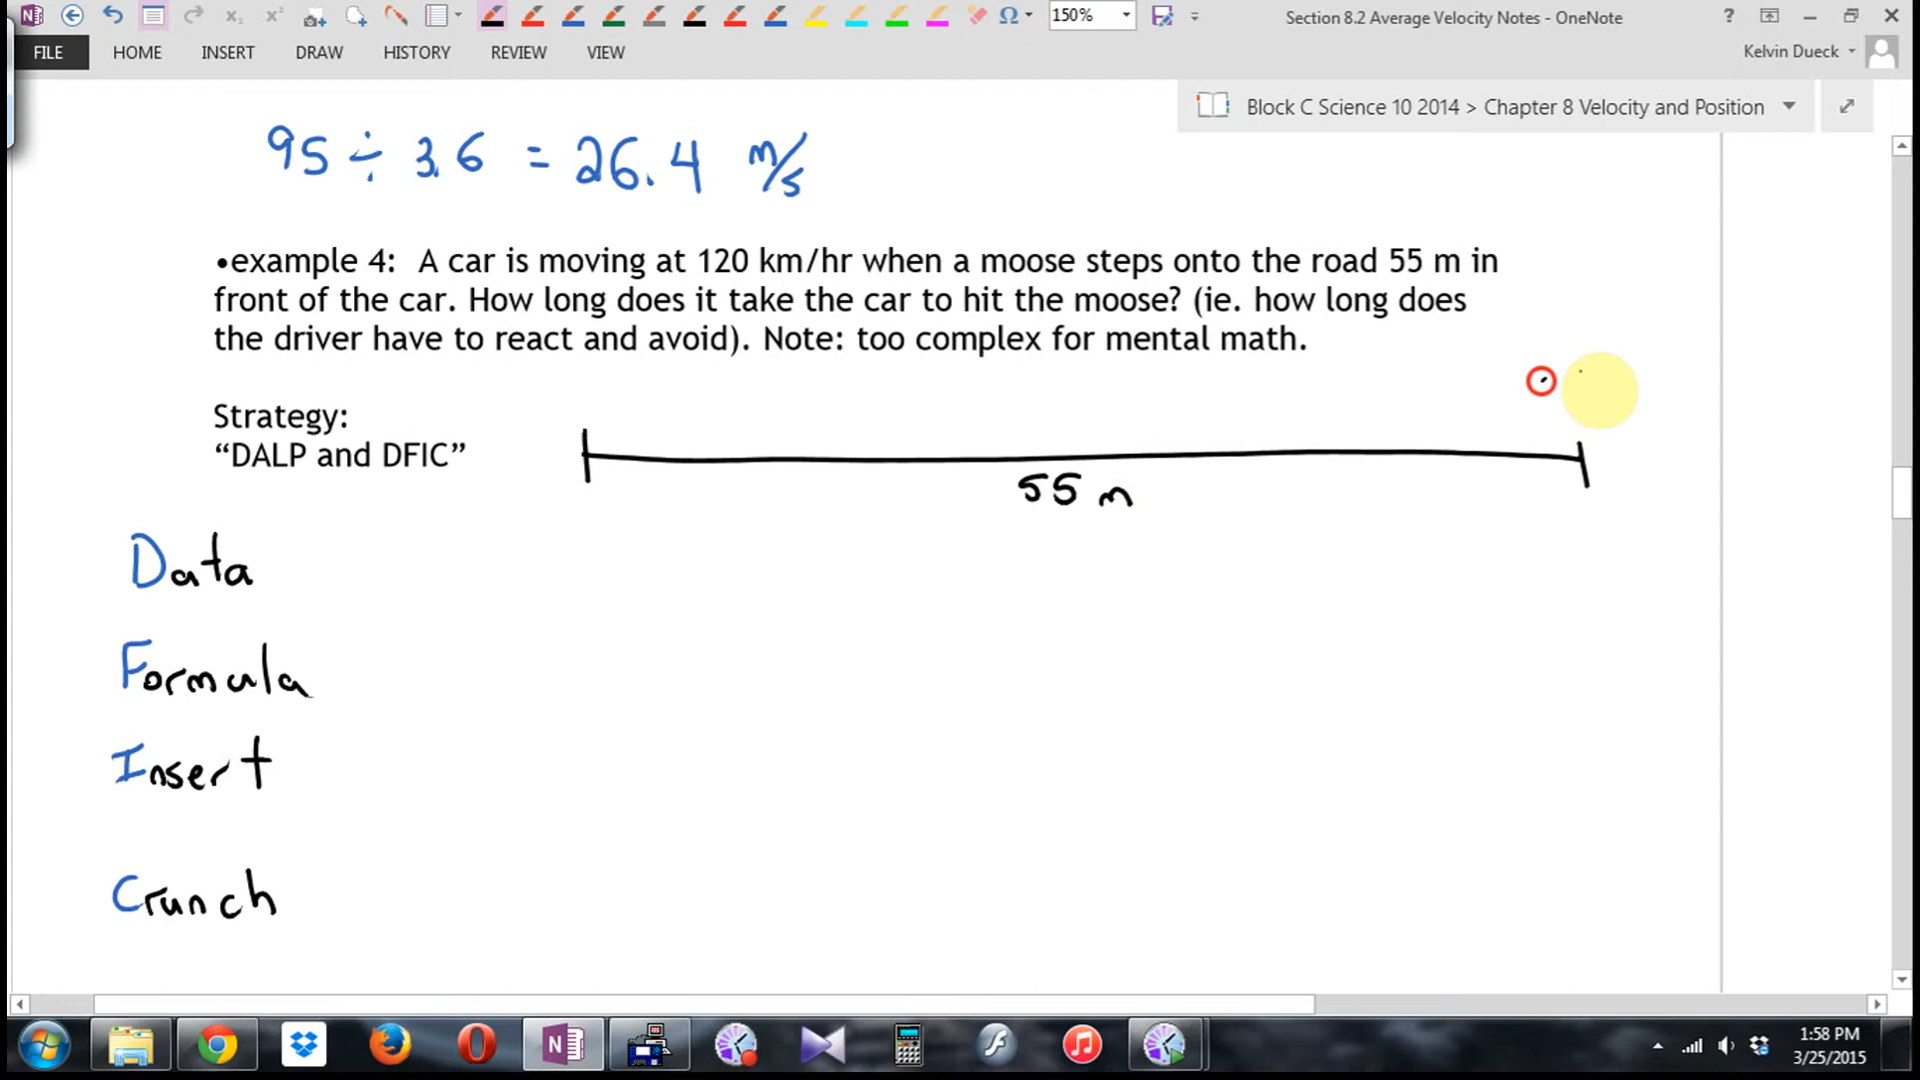 150%
Section 8.2 Average Velocity Notes - OneNote
FILE HOME INSERT DRAW HISTORY REVIEW VIEW
Kelvin Dueck
Block C Science 10 2014 > Chapter 8 Velocity and Position
95 ÷ 3.6 = 26.4 m/s
•example 4: A car is moving at 120 km/hr when a moose steps onto the road 55 m in
front of the car. How long does it take the car to hit the moose? (ie. how long does
the driver have to react and avoid). Note: too complex for mental math.
Strategy:
“DALP and DFIC”
55 m
Data
Formula
Insert
Crunch
1:58 PM
3/25/2015